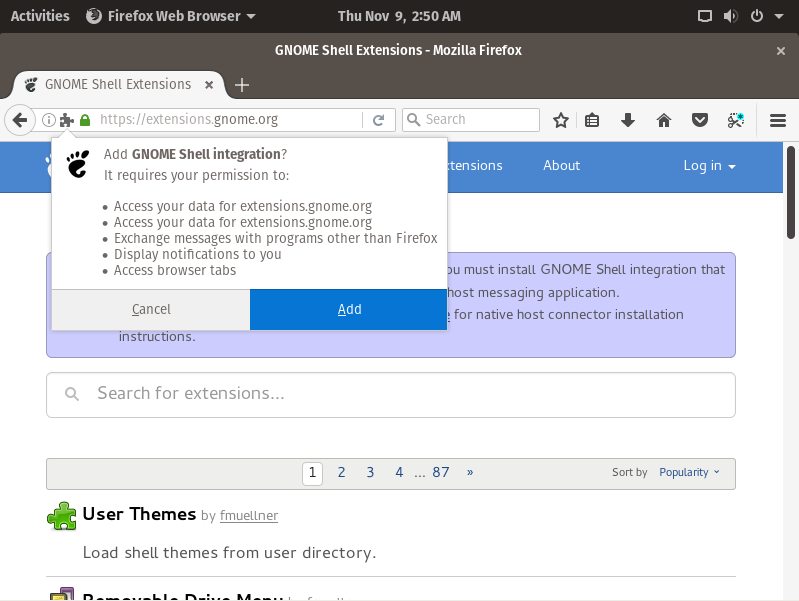 Activities Firefox Web Browser Thu Nov 9, 2:50 AM
GNOME Shell Extensions - Mozilla Firefox
GNOME Shell Extensions
https://extensions.gnome.org Search
Add GNOME Shell integration?
It requires your permission to:
• Access your data for extensions.gnome.org
• Access your data for extensions.gnome.org
• Exchange messages with programs other than Firefox
• Display notifications to you
• Access browser tabs
Cancel Add
tensions About Log in
ou must install GNOME Shell integration that
host messaging application.
for native host connector installation
instructions.
Search for extensions...
1 2 3 4 ... 87 » Sort by Popularity
User Themes by fmuellner
Load shell themes from user directory.
Removable Drive Menu by